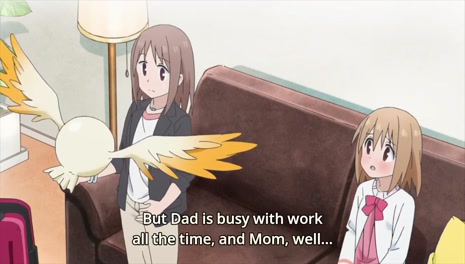 -But Dad is busy with work
all the time, and Mom, well...